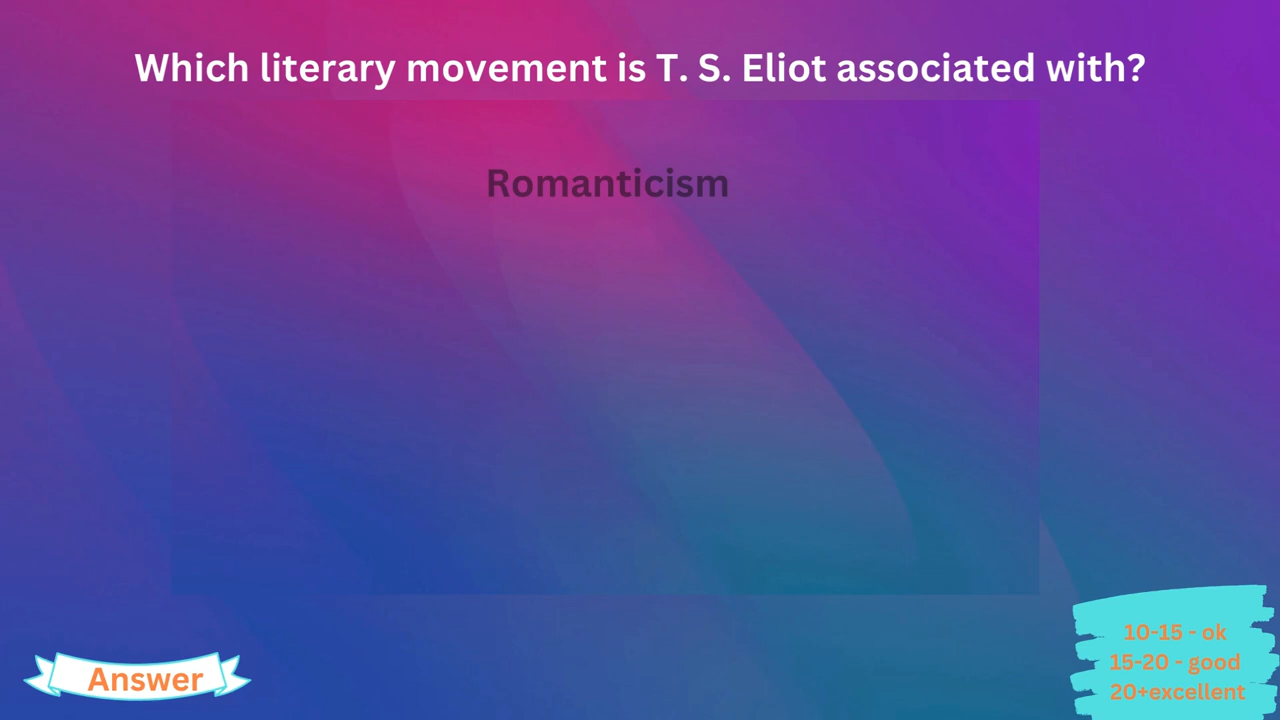 Which literary movement is T. S. Eliot associated with?
Romanticism
Answer
10-15 - ok
15-20 - good
20+excellent